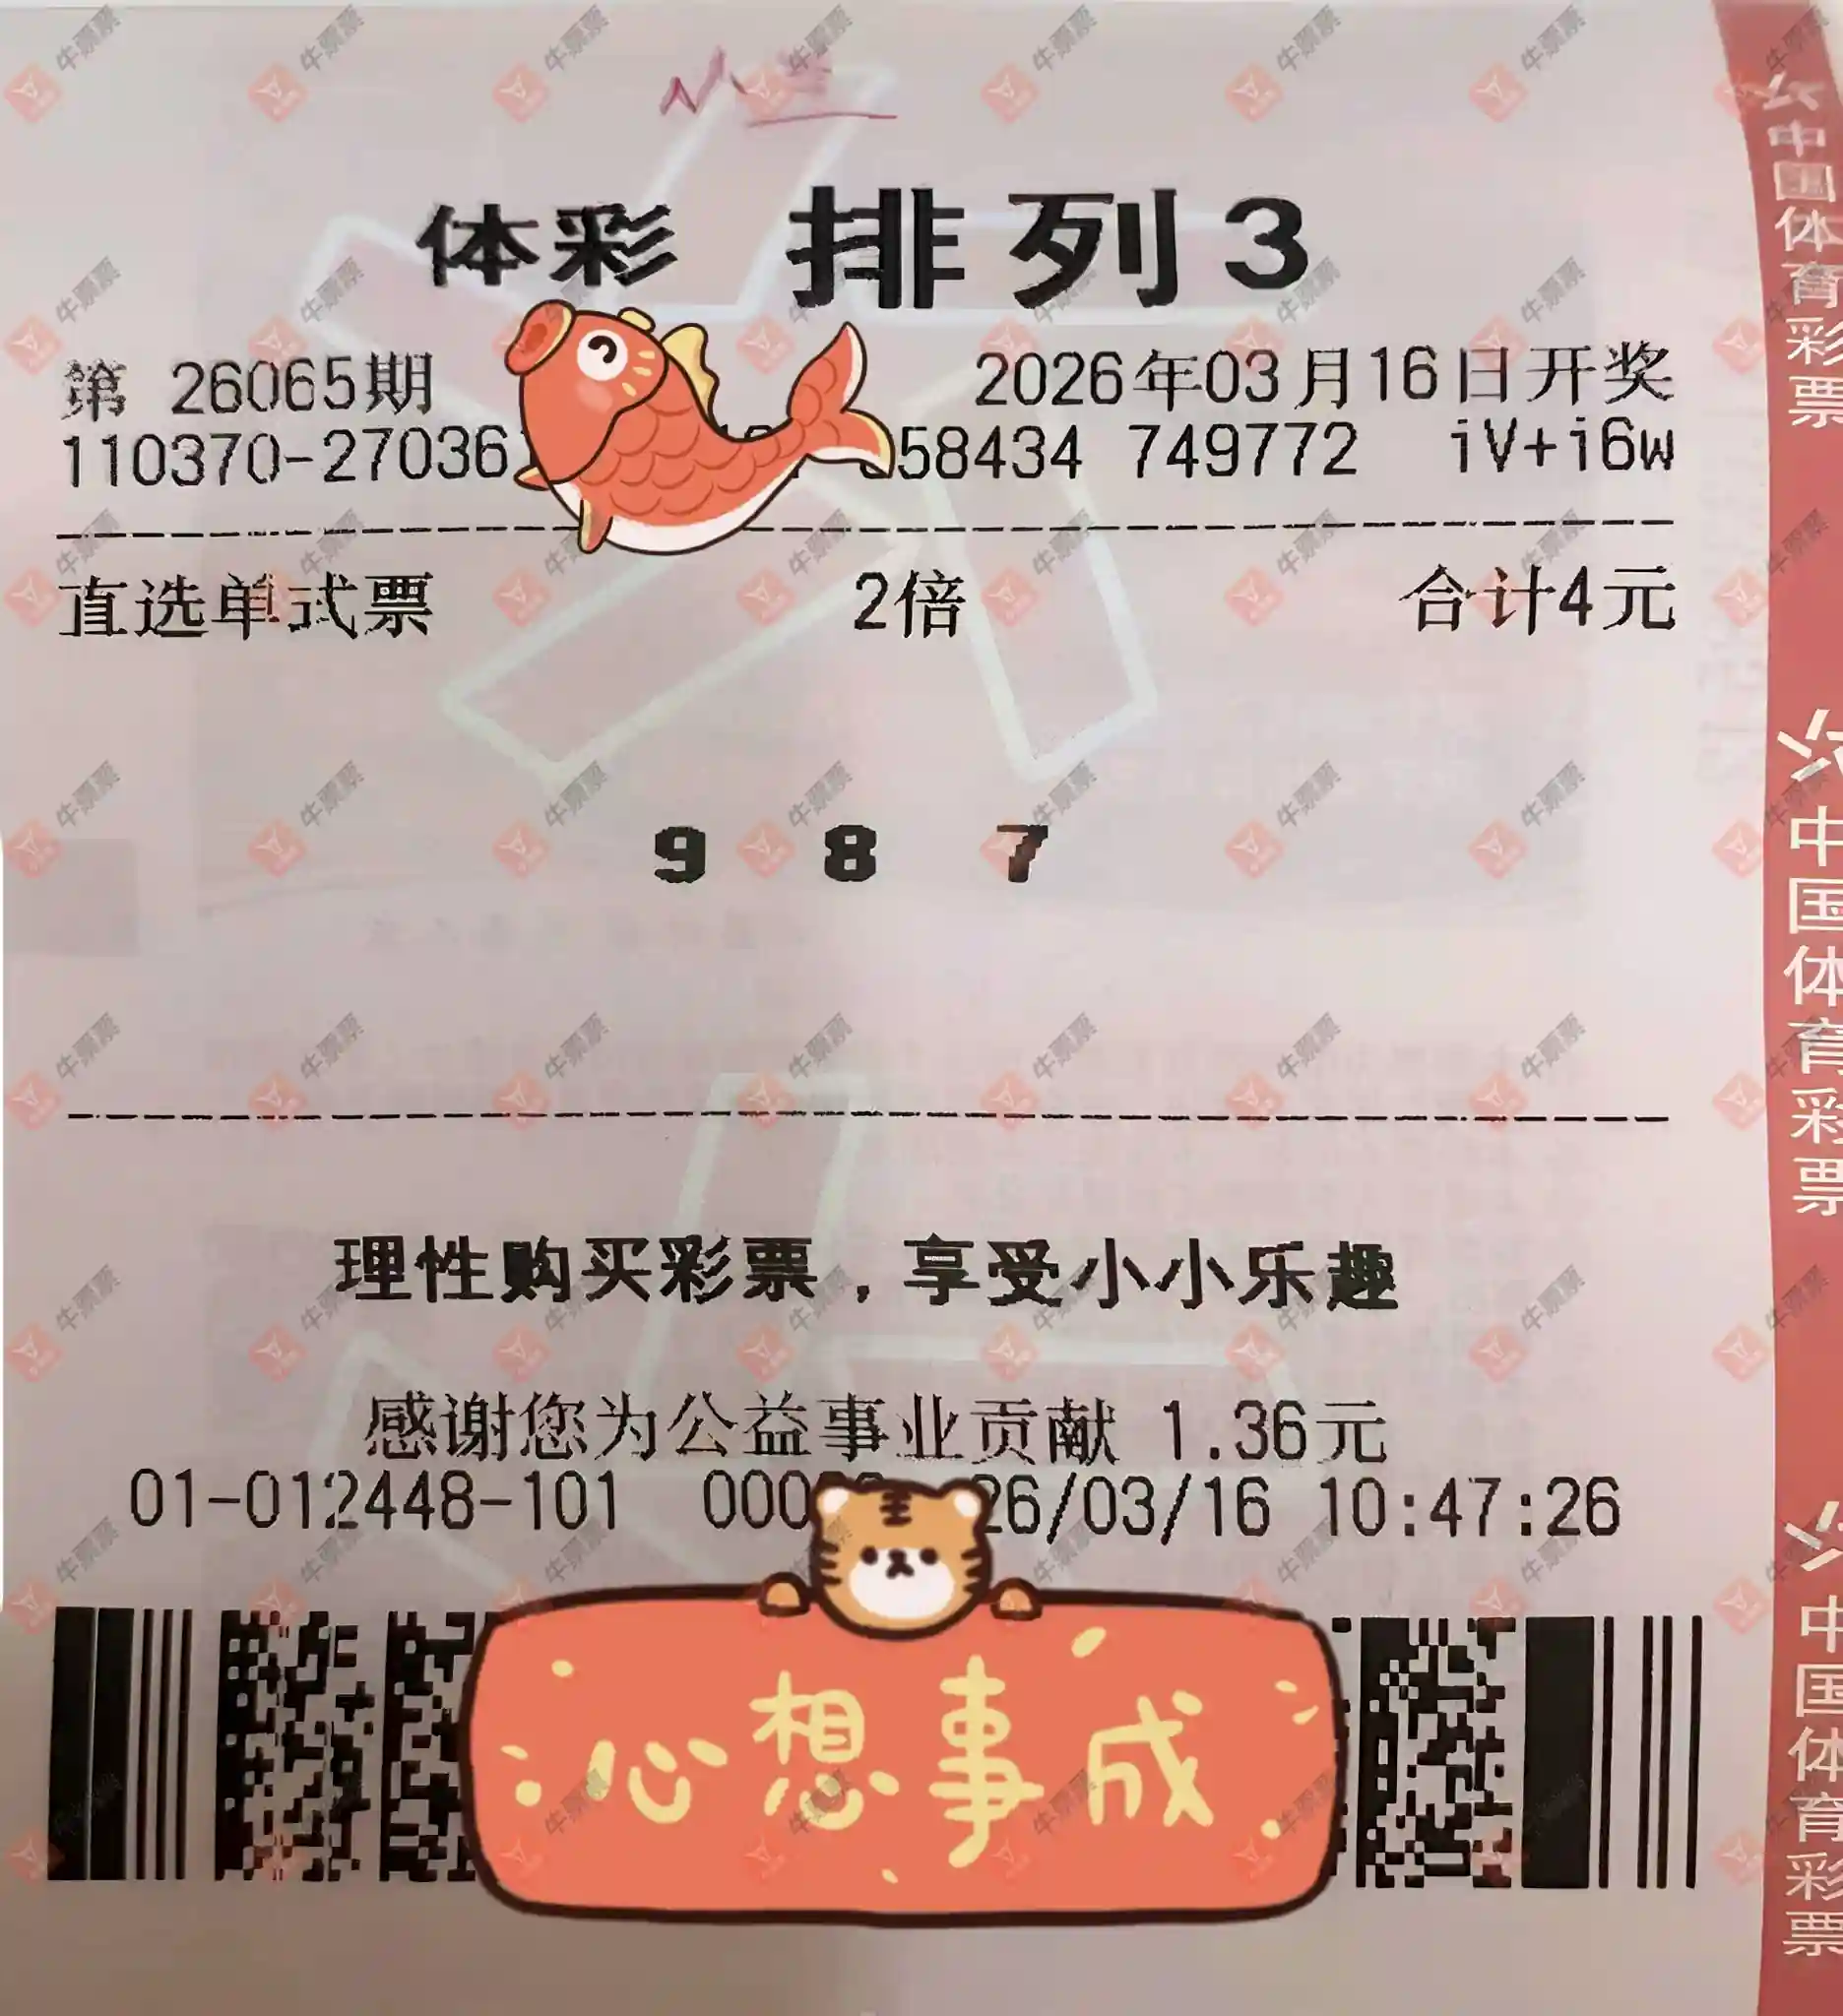 体彩 排列3
第 26065期 2026年03月16日开奖
110370-27036 58434 749772 iV+i6w
直选单式票 2倍 合计4元
9 8 7
理性购买彩票，享受小小乐趣
感谢您为公益事业贡献 1.36元
01-012448-101 000 26/03/16 10:47:26
心想事成
中国体育彩票
中国体育彩票
中国体育彩票
牛票票